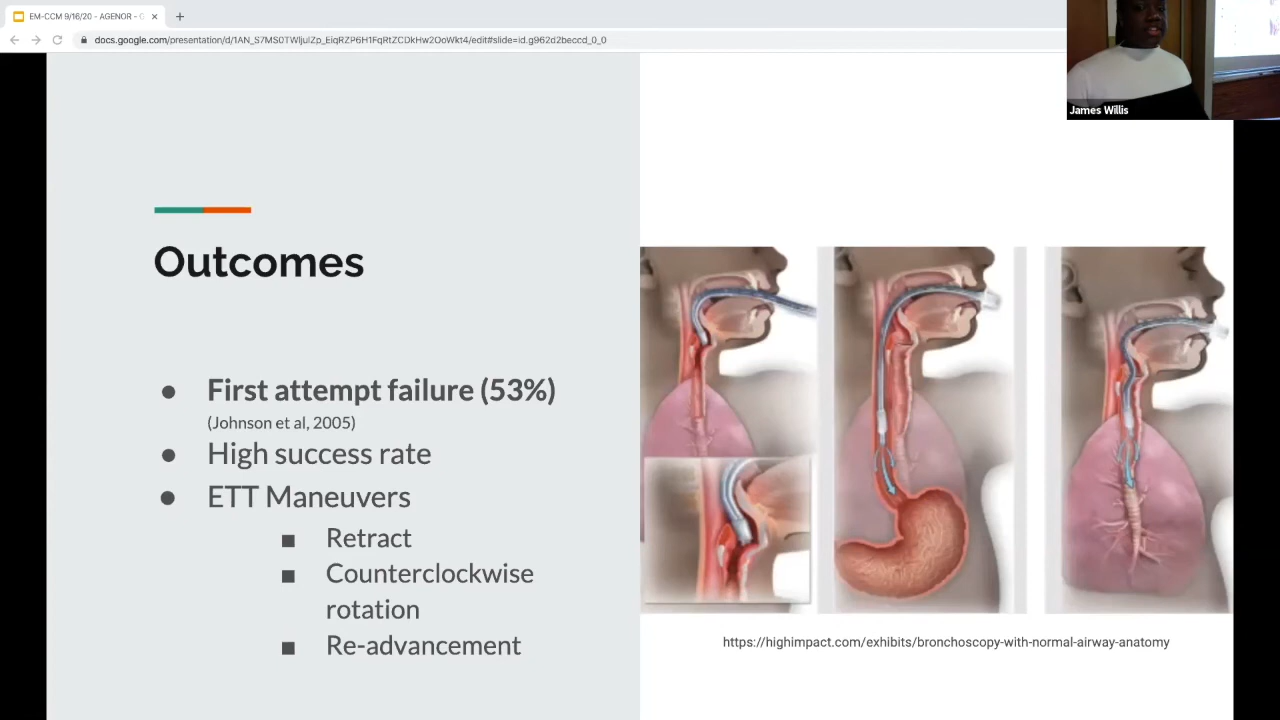 EM-CCM 9/16/20 - AGENOR - G
docs.google.com/presentation/d/1AN_S7MS0TWljulZp_EiqRZP6H1FqRtZCDkHw2OoWkt4/edit#slide=id.g962d2beccd_0_0
James Willis
Outcomes
● First attempt failure (53%)
(Johnson et al, 2005)
● High success rate
● ETT Maneuvers
■ Retract
■ Counterclockwise
rotation
■ Re-advancement
https://highimpact.com/exhibits/bronchoscopy-with-normal-airway-anatomy